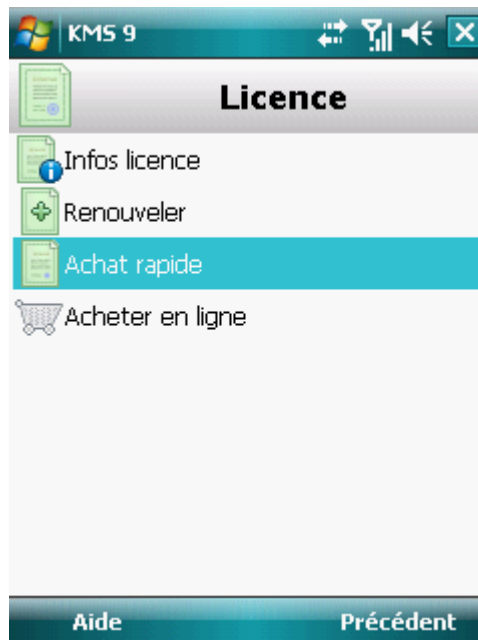 KMS 9
Licence
Infos licence
Renouveler
Achat rapide
Acheter en ligne
Aide Précédent